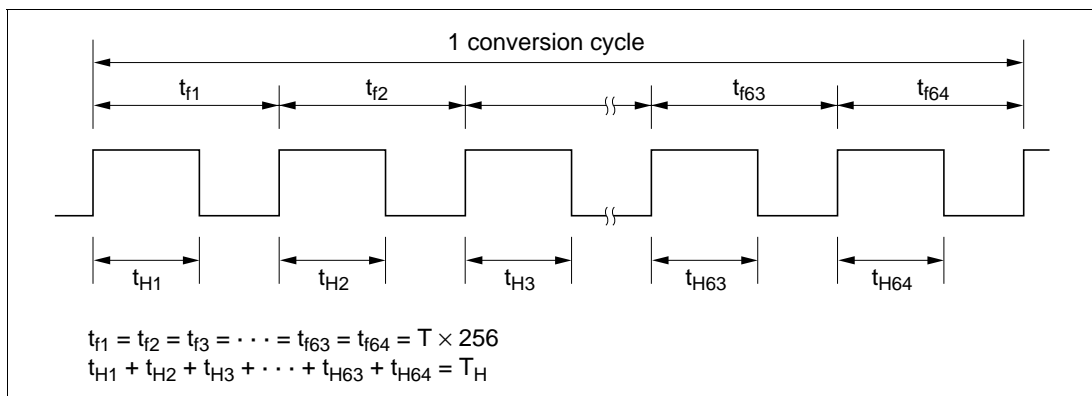 1 conversion cycle
tf1 tf2 tf63 tf64
tH1 tH2 tH3 tH63 tH64
tf1 = tf2 = tf3 = · · · = tf63 = tf64 = T × 256
tH1 + tH2 + tH3 + · · · + tH63 + tH64 = TH